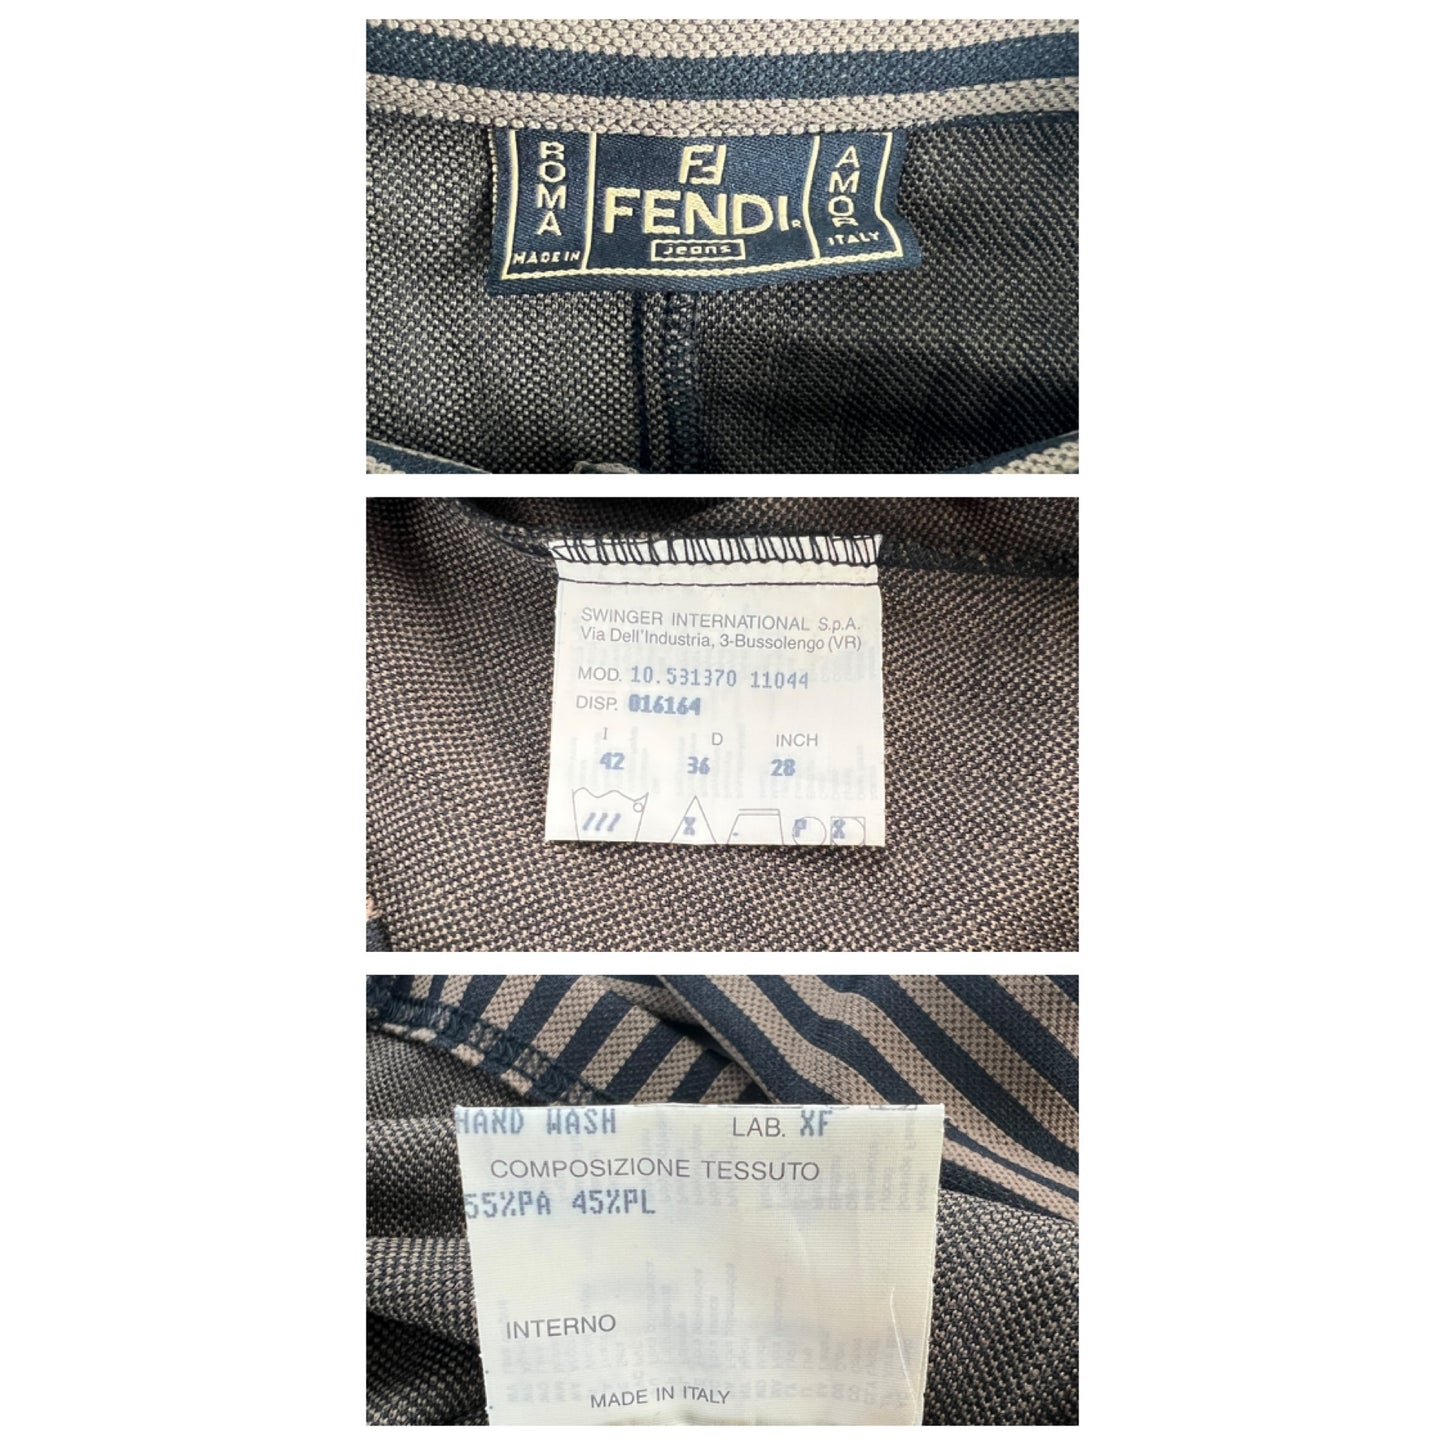 ROMA
MADE IN
FF
FENDI®
jeans
AMOR
ITALY
SWINGER INTERNATIONAL S.p.A.
Via Dell'Industria, 3-Bussolengo (VR)
MOD. 10.531370 11044
DISP. 016164
I D INCH
42 36 28
X - P X
HAND WASH LAB. XF
COMPOSIZIONE TESSUTO
55%PA 45%PL
INTERNO
MADE IN ITALY